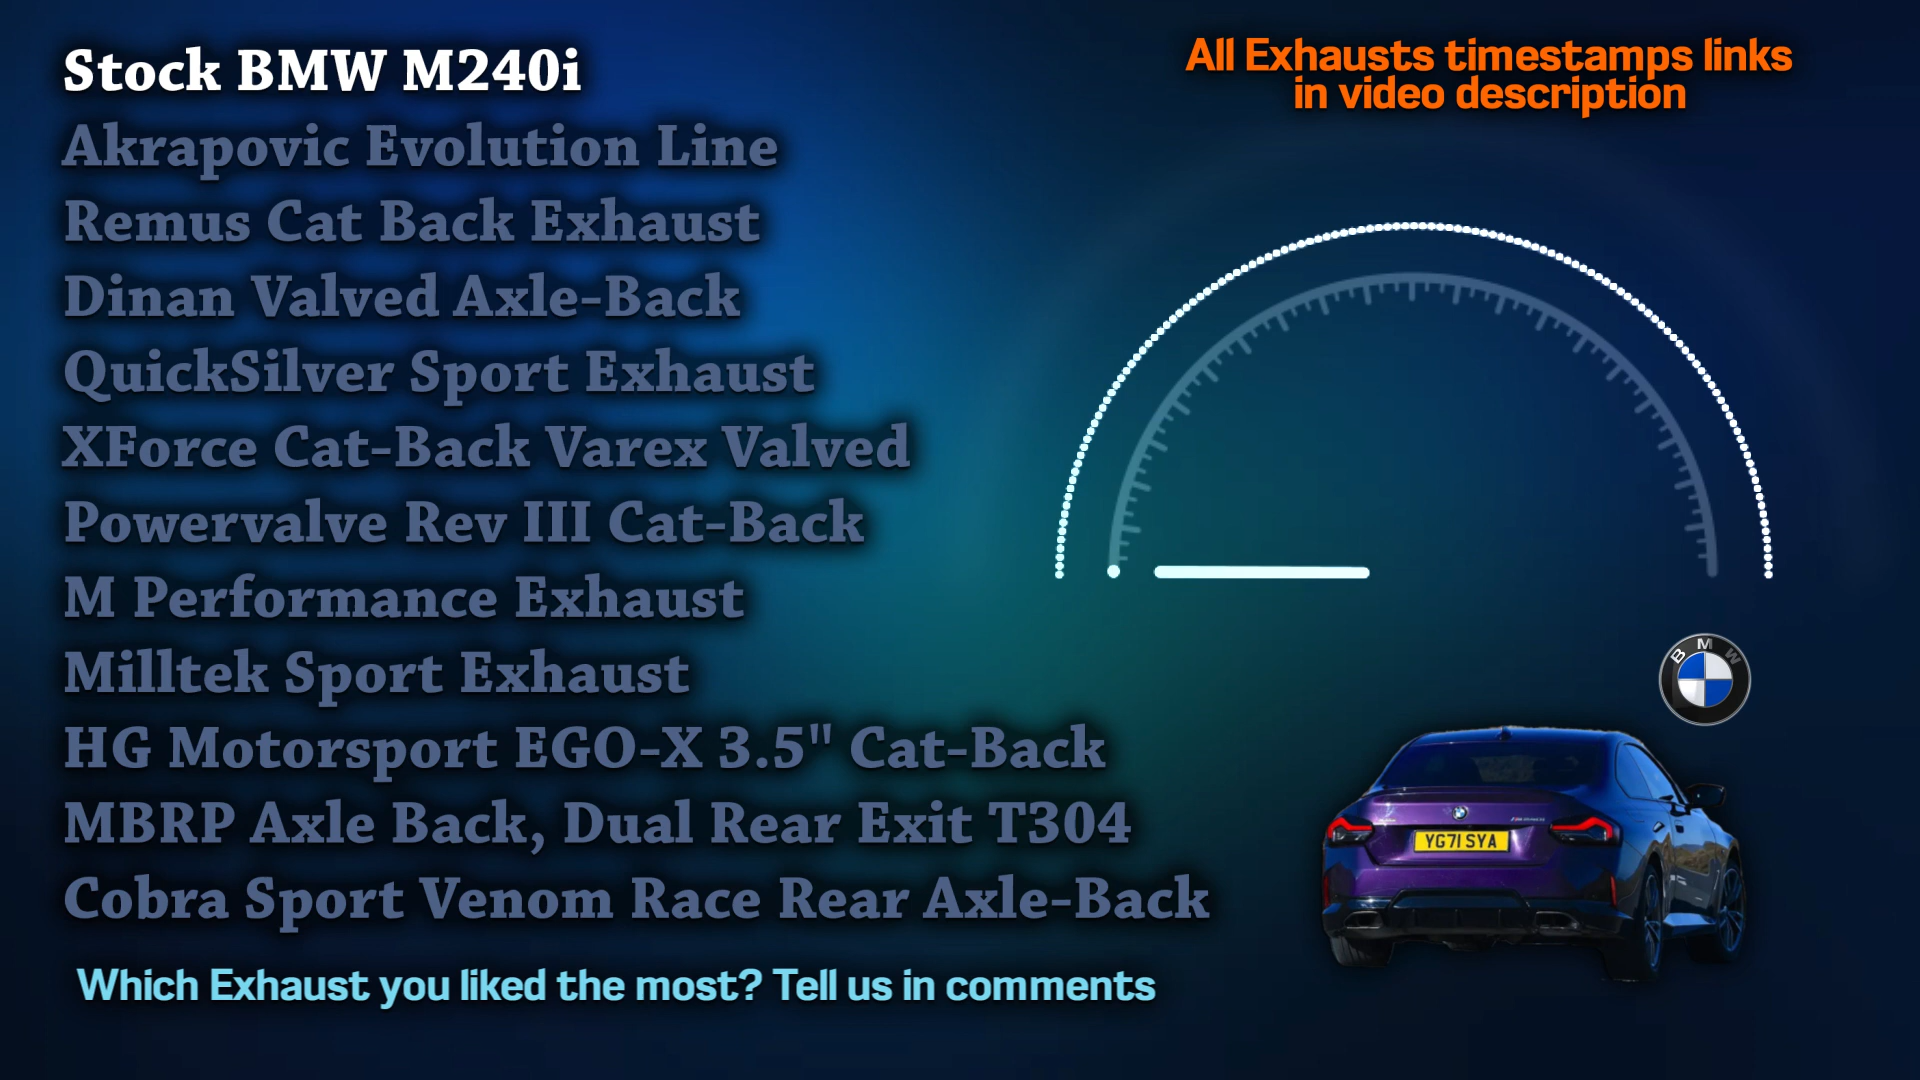 Stock BMW M240i
Akrapovic Evolution Line
Remus Cat Back Exhaust
Dinan Valved Axle-Back
QuickSilver Sport Exhaust
XForce Cat-Back Varex Valved
Powervalve Rev III Cat-Back
M Performance Exhaust
Milltek Sport Exhaust
HG Motorsport EGO-X 3.5" Cat-Back
MBRP Axle Back, Dual Rear Exit T304
Cobra Sport Venom Race Rear Axle-Back
Which Exhaust you liked the most? Tell us in comments
All Exhausts timestamps links
in video description
BMW
YG71 SYA